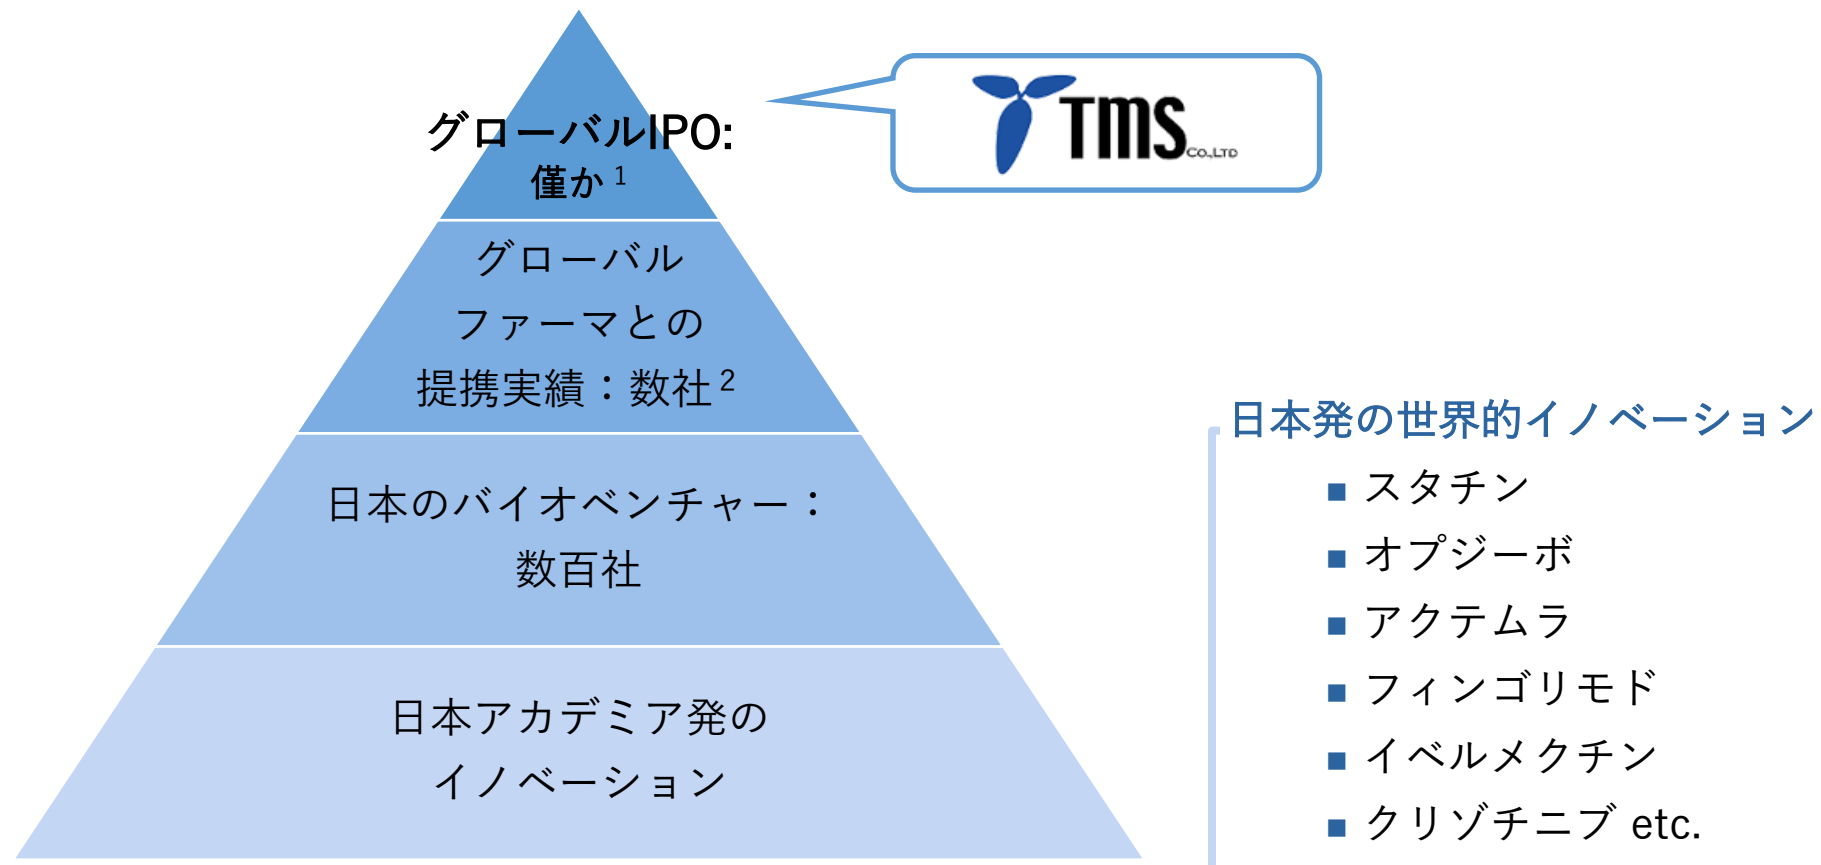 グローバルIPO:
僅か1
TMS CO.,LTD
グローバル
ファーマとの
提携実績：数社2
日本のバイオベンチャー：
数百社
日本アカデミア発の
イノベーション
日本発の世界的イノベーション
■ スタチン
■ オプジーボ
■ アクテムラ
■ フィンゴリモド
■ イベルメクチン
■ クリゾチニブ etc.